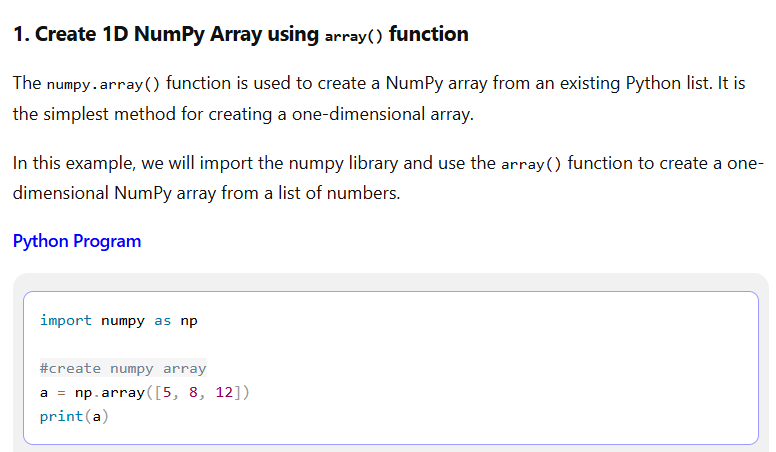 1. Create 1D NumPy Array using array() function
The numpy.array() function is used to create a NumPy array from an existing Python list. It is
the simplest method for creating a one-dimensional array.
In this example, we will import the numpy library and use the array() function to create a one-
dimensional NumPy array from a list of numbers.
Python Program
import numpy as np
#create numpy array
a = np.array([5, 8, 12])
print(a)